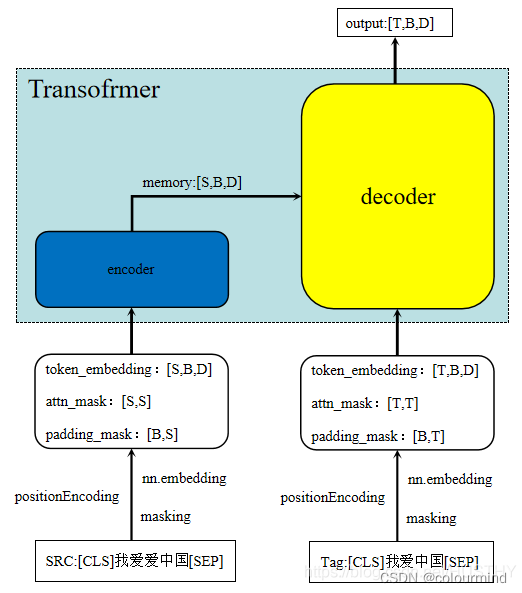 output:[T,B,D]
Transofrmer
memory:[S,B,D]
decoder
encoder
token_embedding：[S,B,D]
attn_mask：[S,S]
padding_mask：[B,S]
token_embedding：[T,B,D]
attn_mask：[T,T]
padding_mask：[B,T]
nn.embedding
positionEncoding
masking
nn.embedding
positionEncoding
masking
SRC:[CLS]我爱爱中国[SEP]
Tag:[CLS]我爱中国[SEP]
CSDN @colourmind